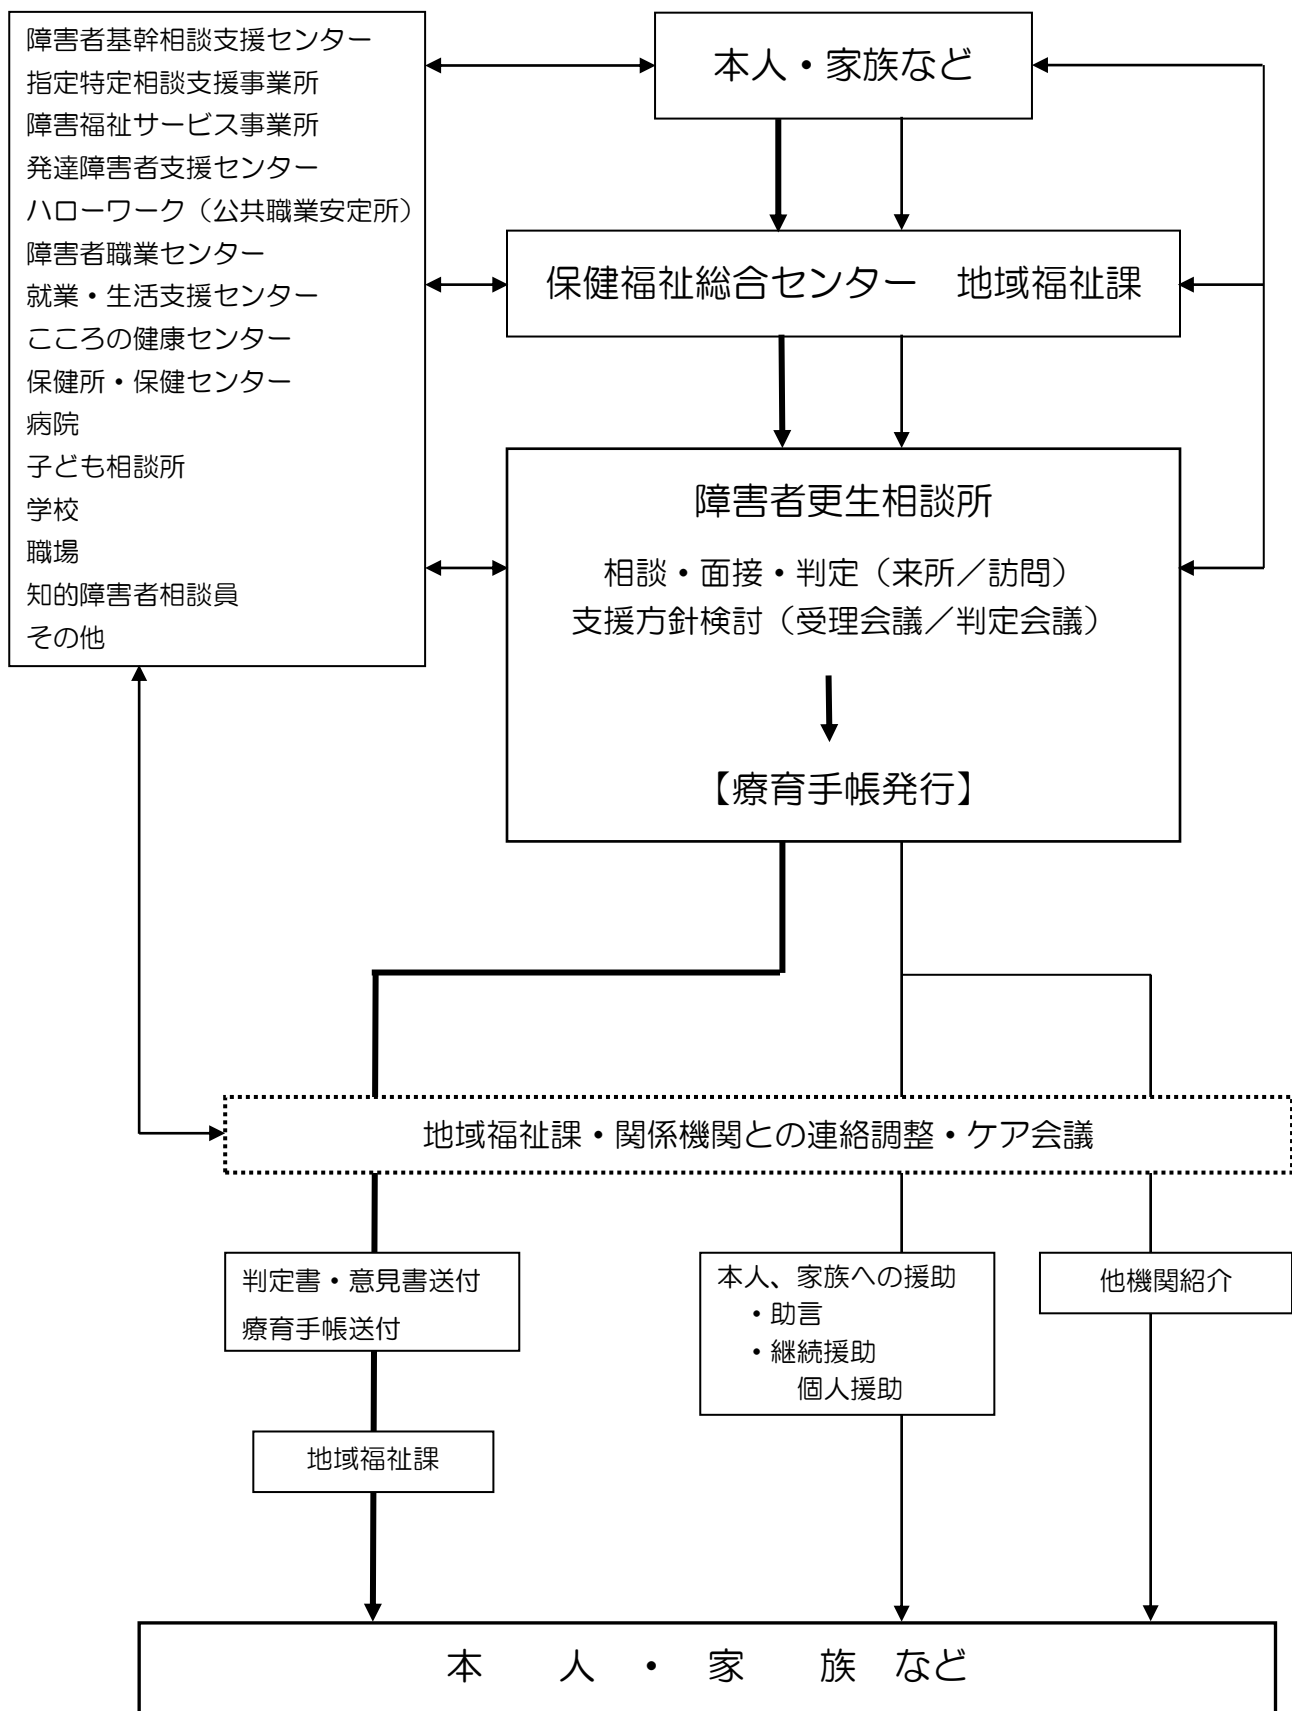 障害者基幹相談支援センター
指定特定相談支援事業所
障害福祉サービス事業所
発達障害者支援センター
ハローワーク（公共職業安定所）
障害者職業センター
就業・生活支援センター
こころの健康センター
保健所・保健センター
病院
子ども相談所
学校
職場
知的障害者相談員
その他
本人・家族など
保健福祉総合センター　地域福祉課
障害者更生相談所
相談・面接・判定（来所／訪問）
支援方針検討（受理会議／判定会議）
【療育手帳発行】
地域福祉課・関係機関との連絡調整・ケア会議
判定書・意見書送付
療育手帳送付
地域福祉課
本人、家族への援助
・助言
・継続援助
個人援助
他機関紹介
本　人　・　家　族　など